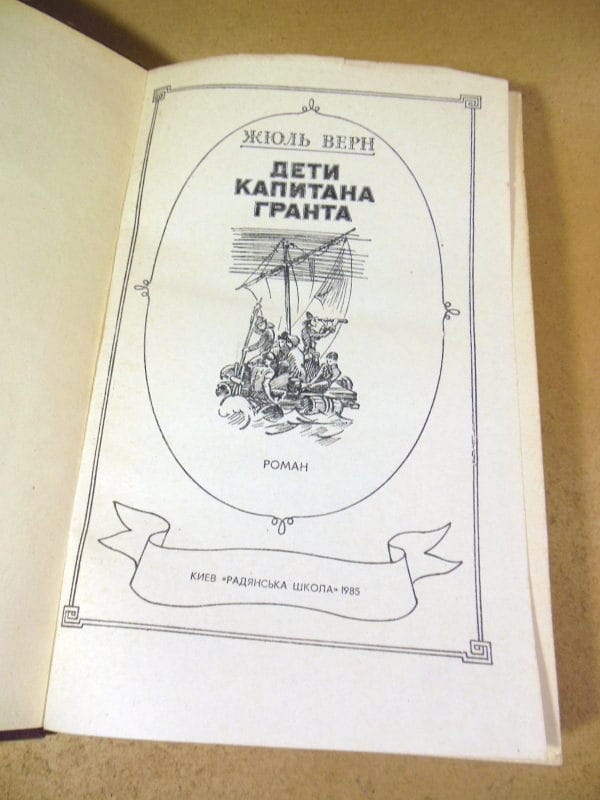 ЖЮЛЬ ВЕРН
ДЕТИ
КАПИТАНА
ГРАНТА
РОМАН
КИЕВ «РАДЯНСЬКА ШКОЛА» 1985